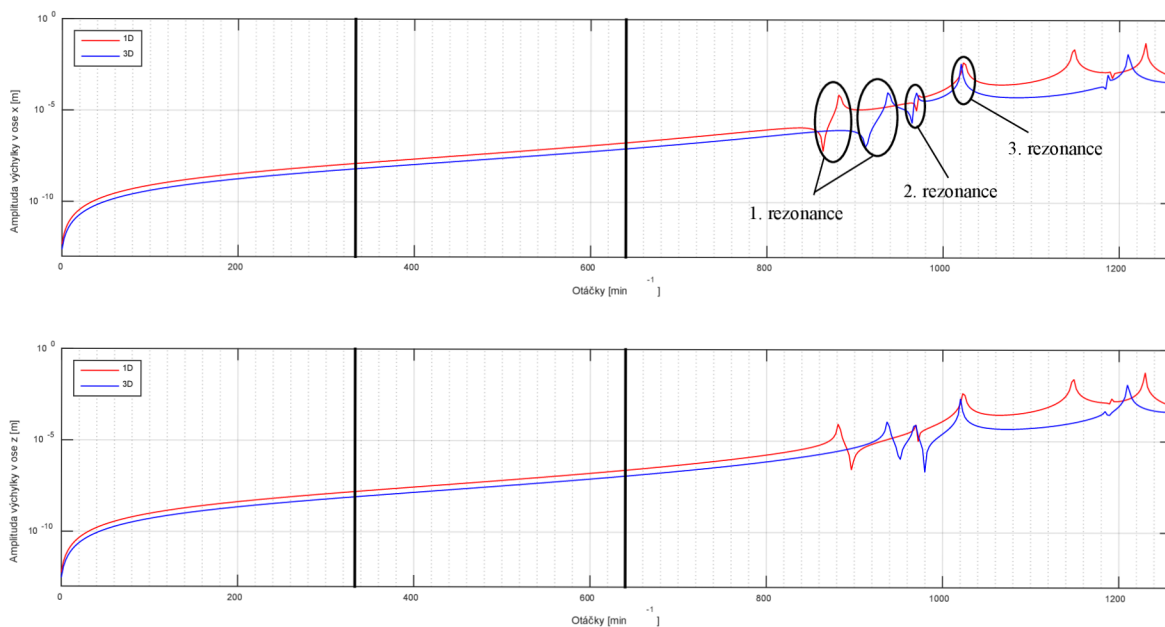 10 0
1D
3D
10 -5
10 -10
Amplituda výchylky v ose x [m]
1. rezonance
2. rezonance
3. rezonance
0 200 400 600 800 1000 1200
Otáčky [min -1 ]
10 0
1D
3D
10 -5
10 -10
Amplituda výchylky v ose z [m]
0 200 400 600 800 1000 1200
Otáčky [min -1 ]